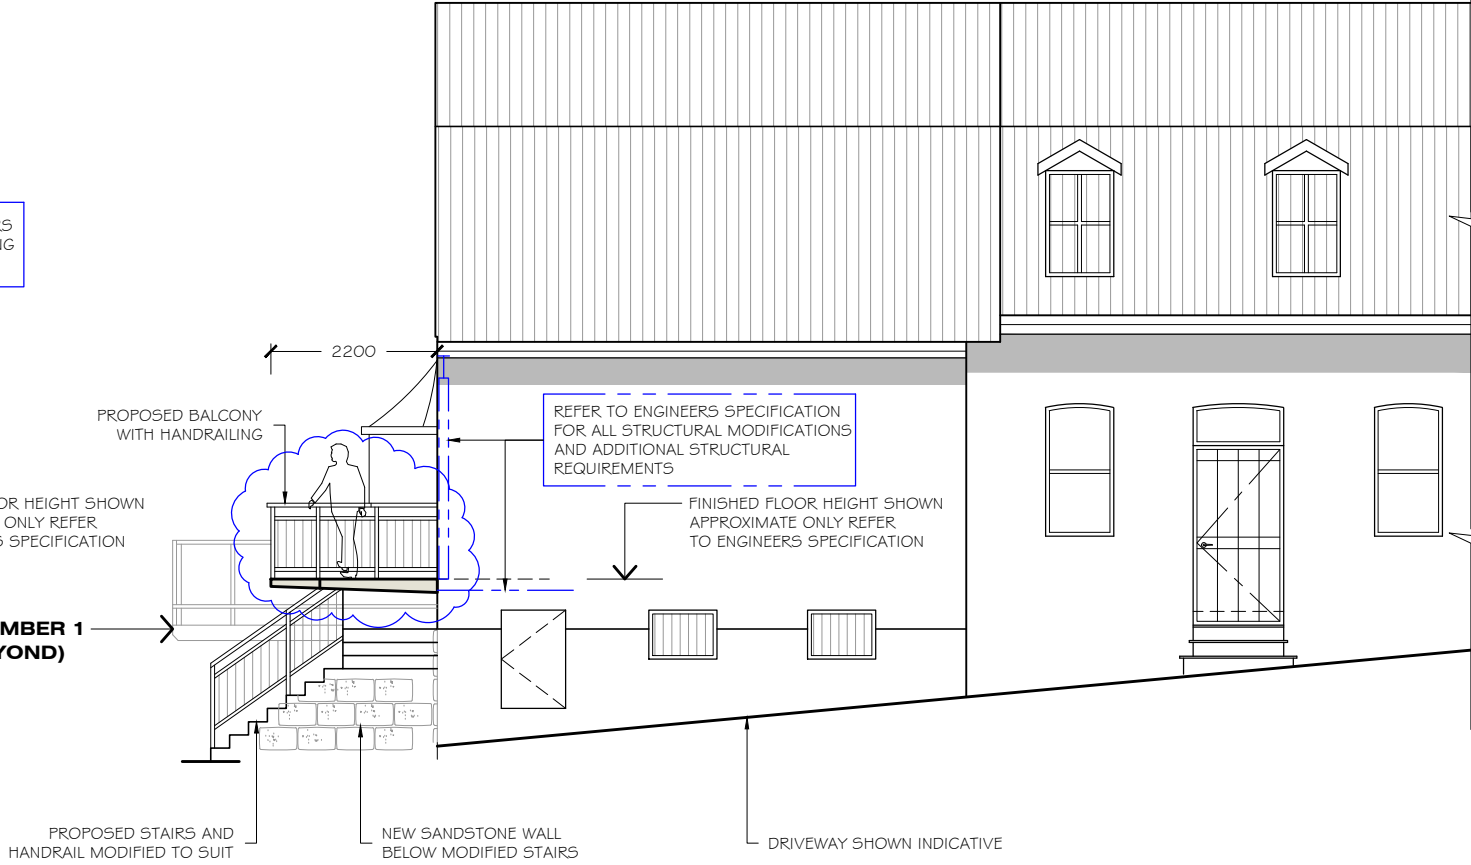 NG
2200
PROPOSED BALCONY
WITH HANDRAILING
REFER TO ENGINEERS SPECIFICATION
FOR ALL STRUCTURAL MODIFICATIONS
AND ADDITIONAL STRUCTURAL
REQUIREMENTS
OR HEIGHT SHOWN
ONLY REFER
S SPECIFICATION
FINISHED FLOOR HEIGHT SHOWN
APPROXIMATE ONLY REFER
TO ENGINEERS SPECIFICATION
MBER 1
YOND)
PROPOSED STAIRS AND
HANDRAIL MODIFIED TO SUIT
NEW SANDSTONE WALL
BELOW MODIFIED STAIRS
DRIVEWAY SHOWN INDICATIVE